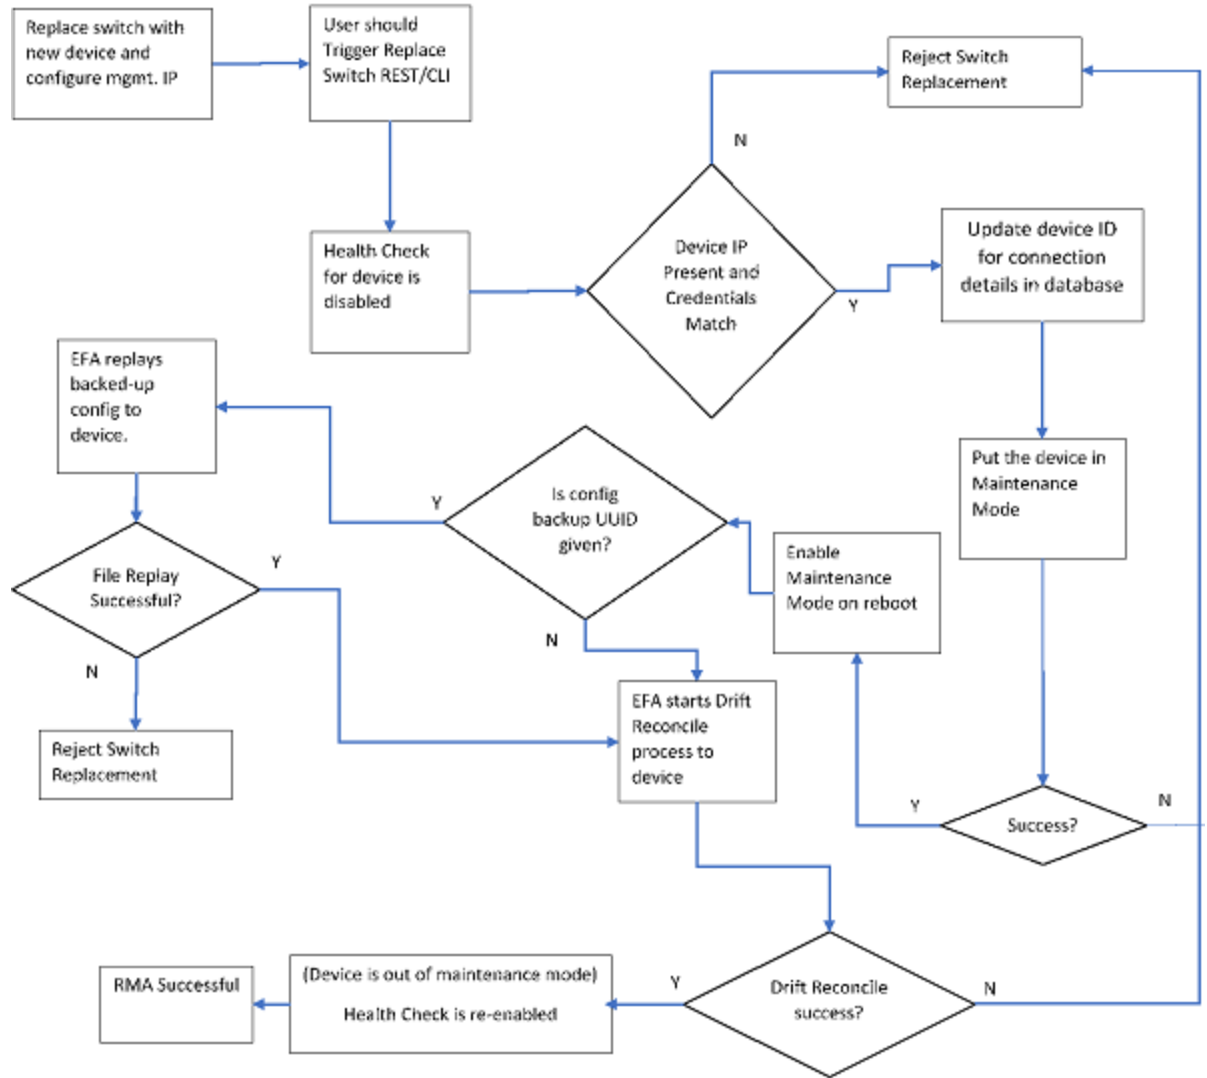 Replace switch with
new device and
configure mgmt. IP
User should
Trigger Replace
Switch REST/CLI
Reject Switch
Replacement
N
Health Check
for device is
disabled
Device IP
Present and
Credentials
Match
Y
Update device ID
for connection
details in database
EFA replays
backed-up
config to
device.
Put the device in
Maintenance
Mode
Is config
backup UUID
given?
Y
N
Enable
Maintenance
Mode on reboot
File Replay
Successful?
Y
N
Reject Switch
Replacement
EFA starts Drift
Reconcile
process to
device
Success?
Y
N
Drift Reconcile
success?
Y
N
(Device is out of maintenance mode)
Health Check is re-enabled
RMA Successful